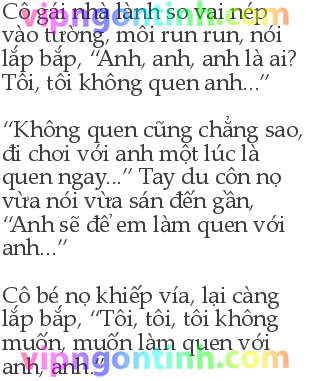 Cô gái nhà lành so vai nép
vào tường, môi run run, nói
lắp bắp, “Anh, anh, anh là ai?
Tôi, tôi không quen anh...”
“Không quen cũng chẳng sao,
đi chơi với anh một lúc là
quen ngay...” Tay du côn nọ
vừa nói vừa sán đến gần,
“Anh sẽ để em làm quen với
anh...”
Cô bé nọ khiếp vía, lại càng
lắp bắp, “Tôi, tôi, tôi không
muốn, muốn làm quen với
anh, anh.”
vipngontinh.com
vipngontinh.com